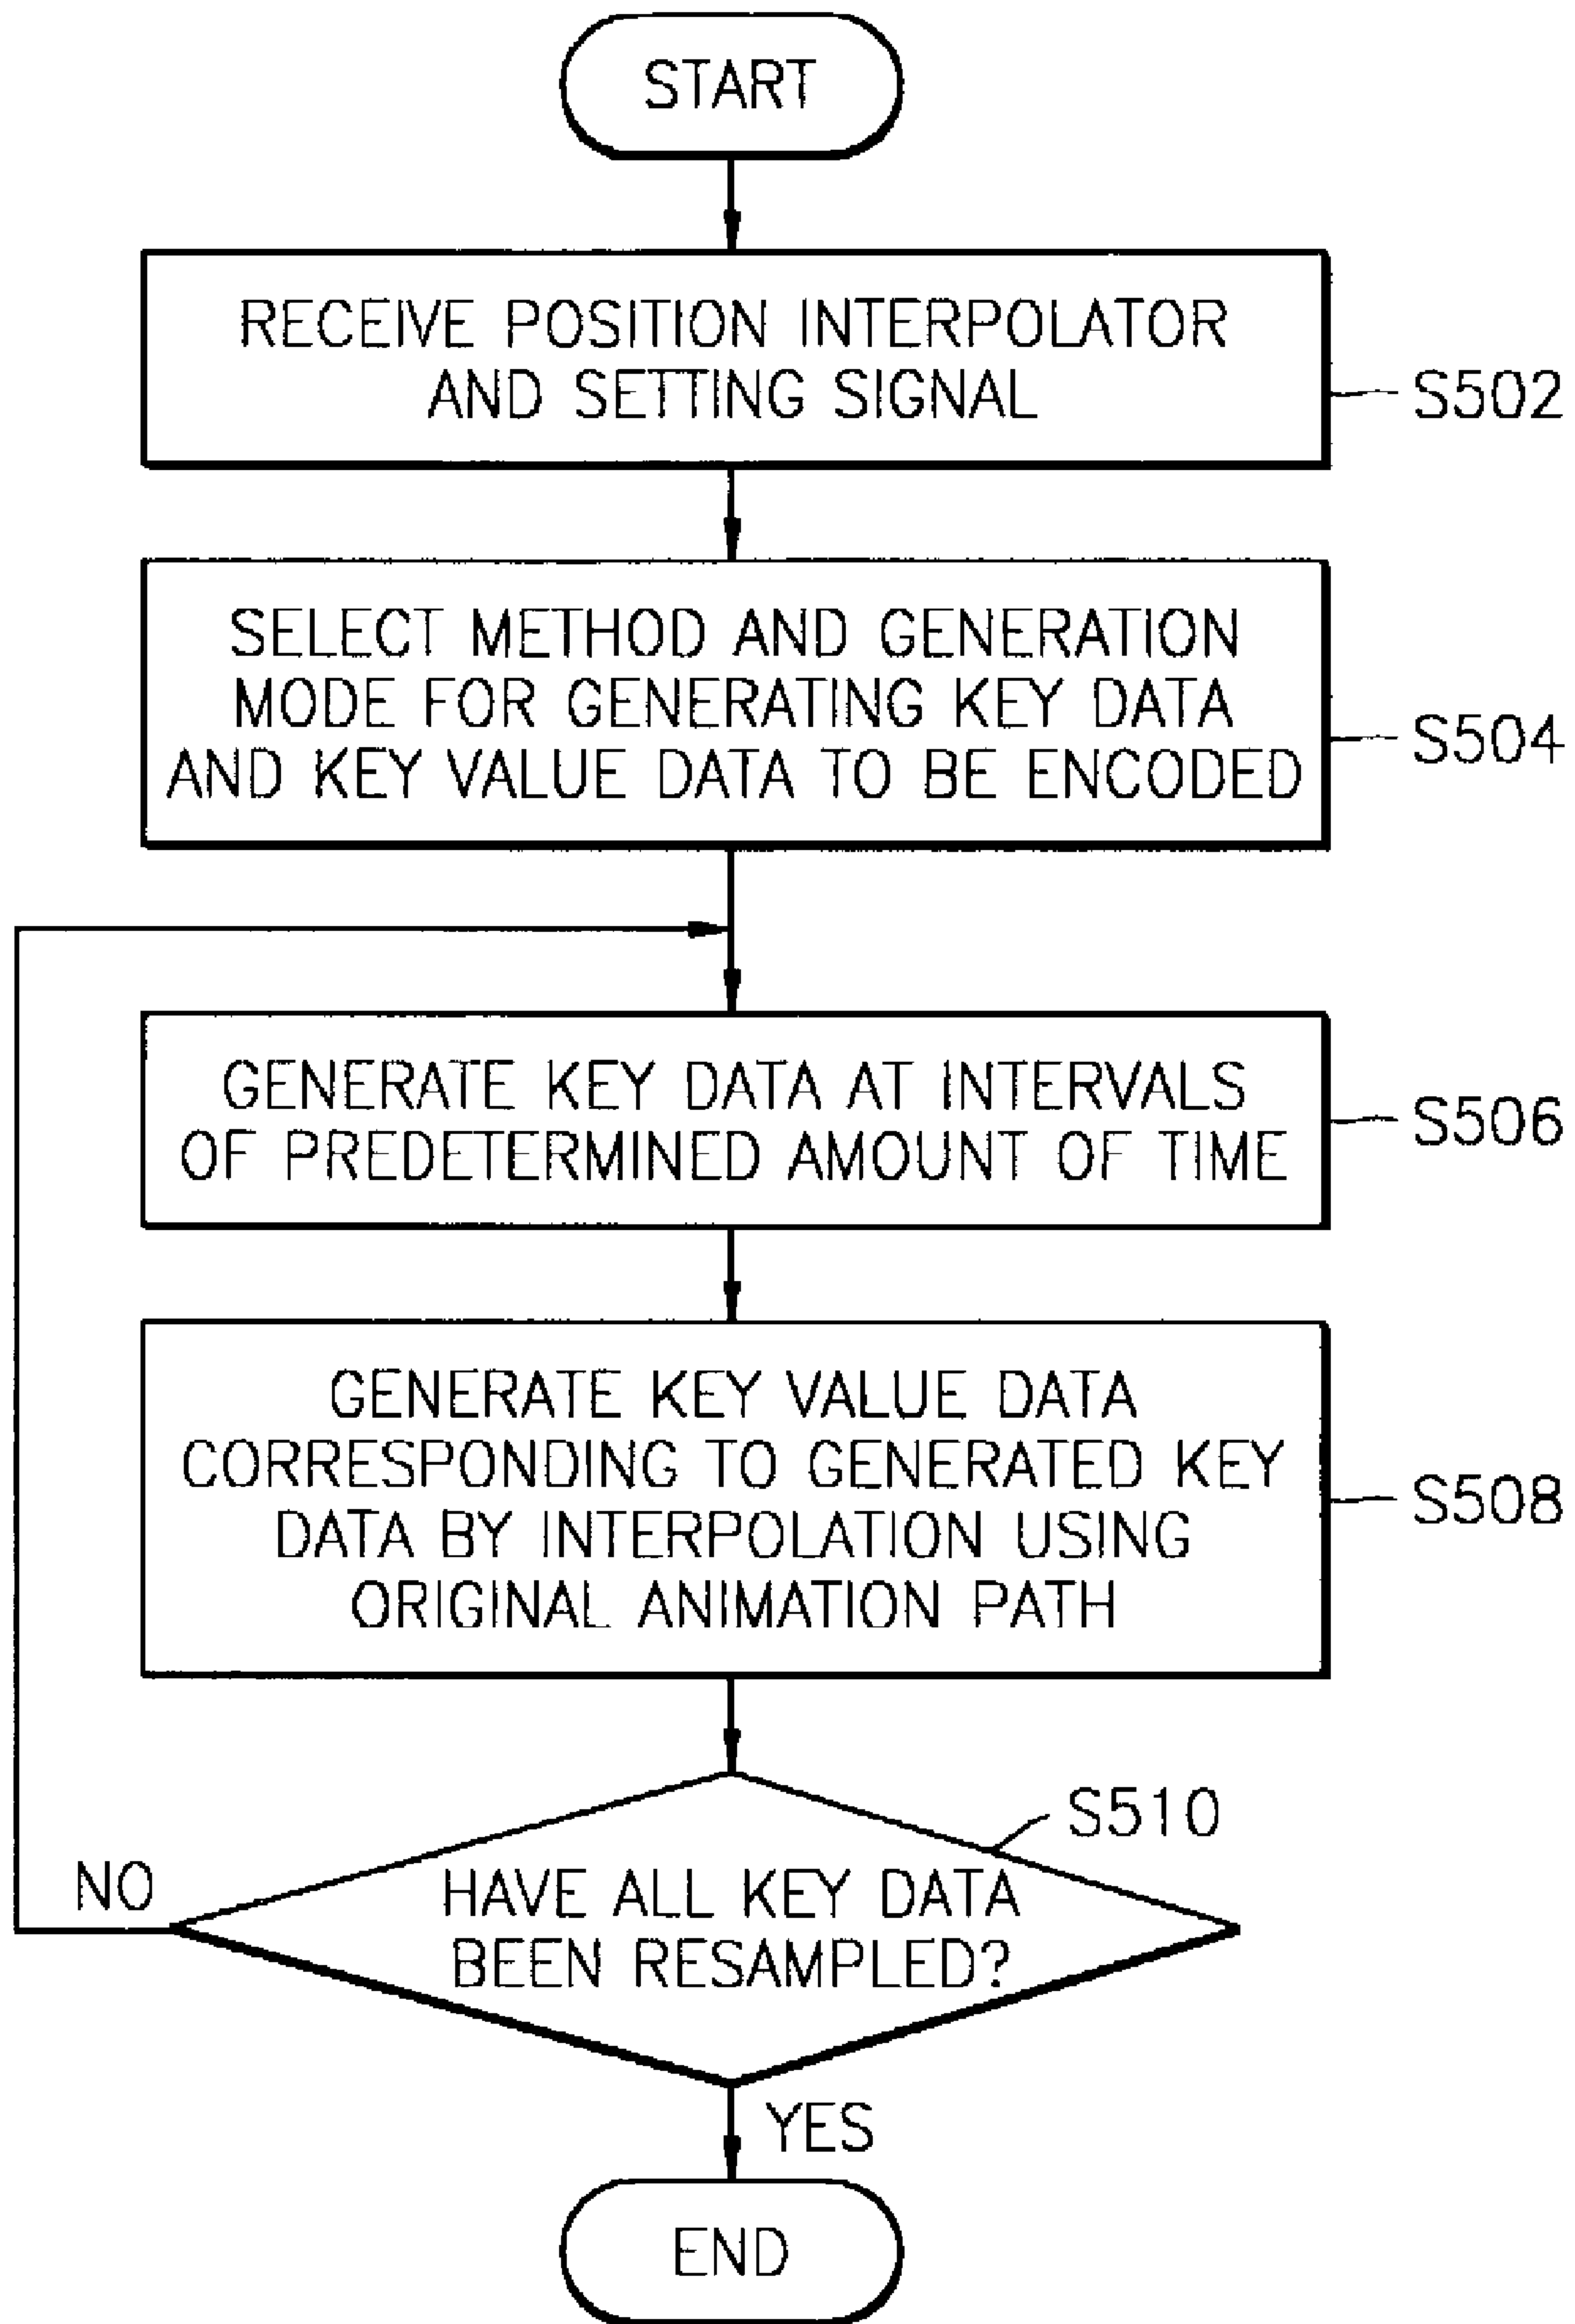 START
RECEIVE POSITION INTERPOLATOR
AND SETTING SIGNAL
S502
SELECT METHOD AND GENERATION
MODE FOR GENERATING KEY DATA
AND KEY VALUE DATA TO BE ENCODED
S504
GENERATE KEY DATA AT INTERVALS
OF PREDETERMINED AMOUNT OF TIME
S506
GENERATE KEY VALUE DATA
CORRESPONDING TO GENERATED KEY
DATA BY INTERPOLATION USING
ORIGINAL ANIMATION PATH
S508
S510
NO
HAVE ALL KEY DATA
BEEN RESAMPLED?
YES
END